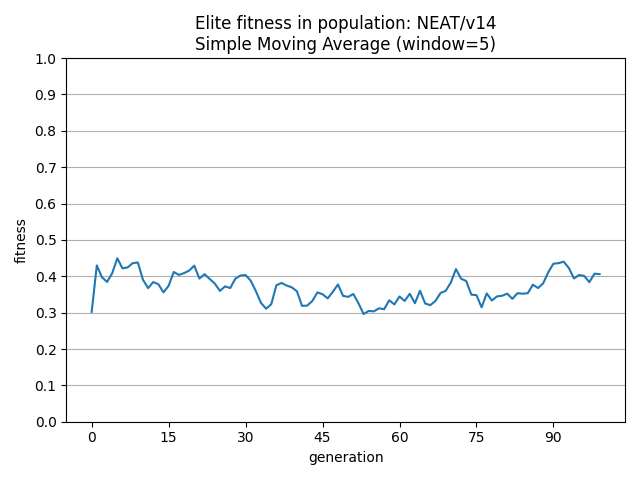 Elite fitness in population: NEAT/v14
Simple Moving Average (window=5)
1.0
0.9
0.8
0.7
0.6
0.5
0.4
0.3
0.2
0.1
0.0
fitness
0 15 30 45 60 75 90
generation